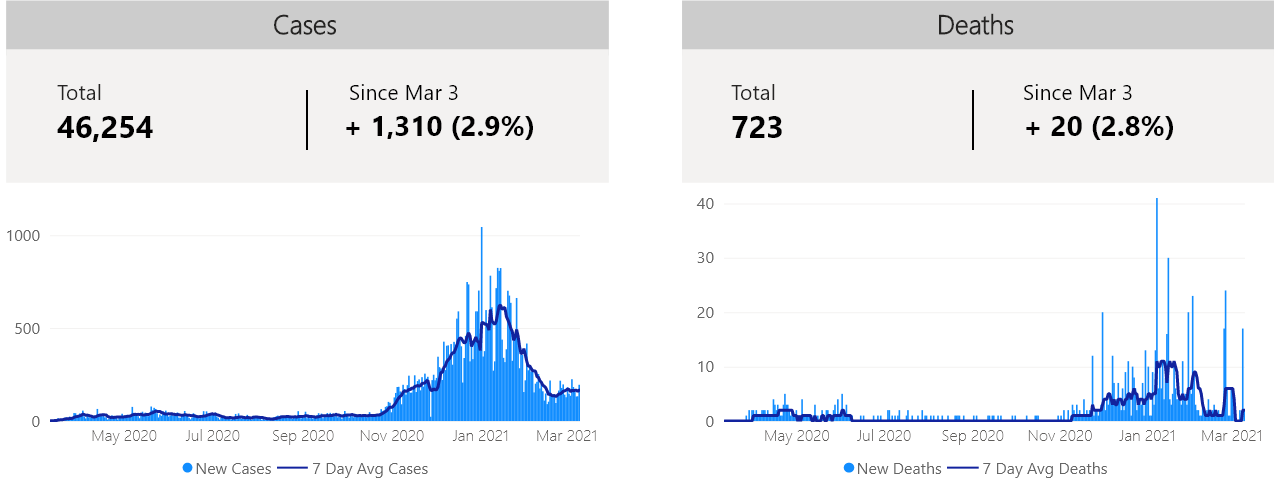 Cases
Total
Since Mar 3
46,254
+ 1,310 (2.9%)
1000
500
0
May 2020
Jul 2020
Sep 2020
Nov 2020
Jan 2021
Mar 2021
New Cases
7 Day Avg Cases
Deaths
Total
Since Mar 3
723
+ 20 (2.8%)
40
30
20
10
0
May 2020
Jul 2020
Sep 2020
Nov 2020
Jan 2021
Mar 2021
New Deaths
7 Day Avg Deaths